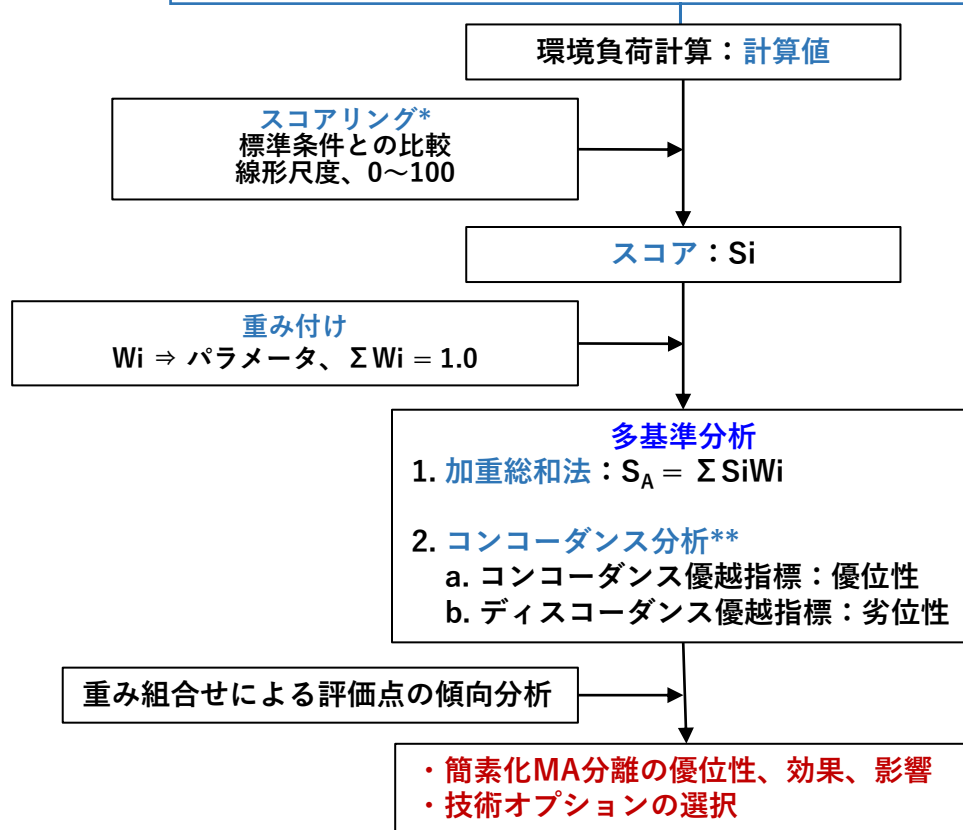 環境負荷計算：計算値
スコアリング*
標準条件との比較
線形尺度、0～100
スコア：Si
重み付け
Wi ⇒ パラメータ、ΣWi = 1.0
多基準分析
1. 加重総和法：S_A = ΣSiWi
2. コンコーダンス分析**
a. コンコーダンス優越指標：優位性
b. ディスコーダンス優越指標：劣位性
重み組合せによる評価点の傾向分析
・簡素化MA分離の優位性、効果、影響
・技術オプションの選択